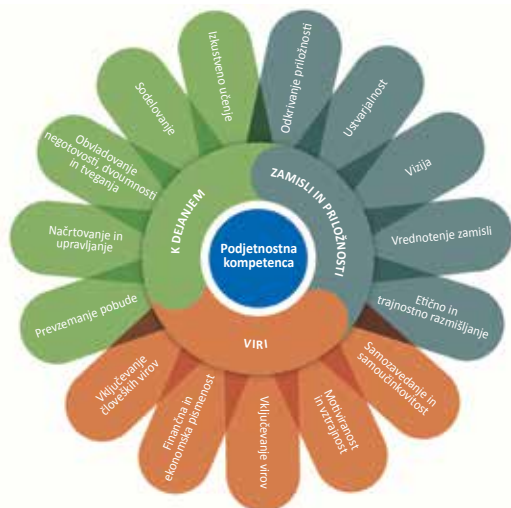 Podjetnostna
kompetenca
ZAMISLI IN PRILOŽNOSTI
Odkrivanje priložnosti
Ustvarjalnost
Vizija
Vrednotenje zamisli
Etično in
trajnostno razmišljanje
VIRI
Samozavedanje in
samoučinkovitost
Motiviranost
in vztrajnost
Vključevanje virov
Finančna in
ekonomska pismenost
Vključevanje
človeških virov
K DEJANJEM
Prevzemanje pobude
Načrtovanje in
upravljanje
Obvladovanje
negotovosti, dvoumnosti
in tveganja
Sodelovanje
Izkustveno učenje